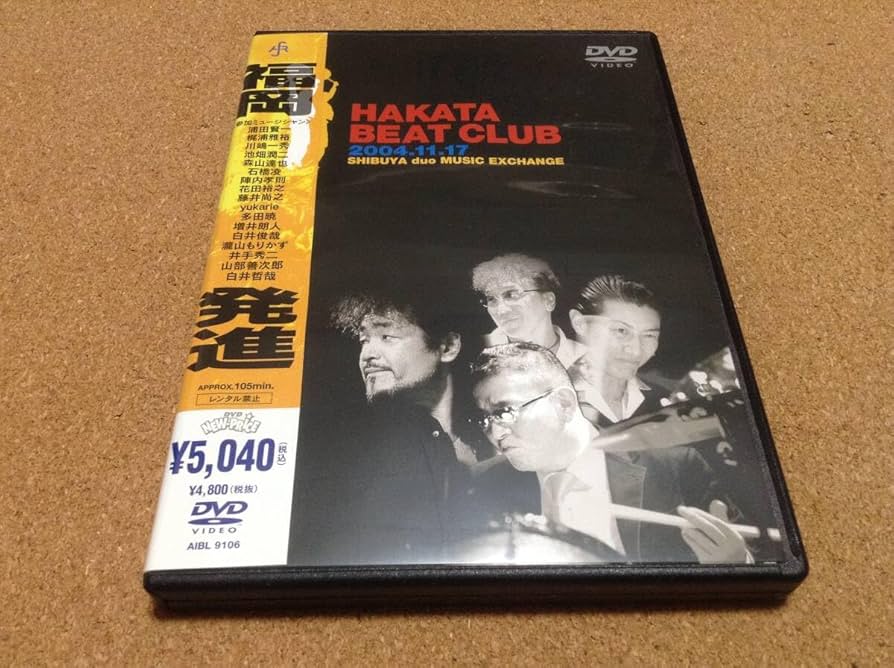 AJR
福岡
参加ミュージシャン
浦田賢一
梶浦雅裕
川嶋一秀
池畑潤二
森山達也
石橋凌
陣内孝則
花田裕之
藤井尚之
yukarie
多田暁
増井朗人
白井俊哉
瀧山もりかず
井手秀二
山部善次郎
白井哲哉
発進
APPROX.105min.
レンタル禁止
DVD
NEW-PRICE
¥5,040(税込)
¥4,800(税抜)
DVD
VIDEO
AIBL 9106
DVD
VIDEO
HAKATA
BEAT CLUB
2004.11.17
SHIBUYA duo MUSIC EXCHANGE